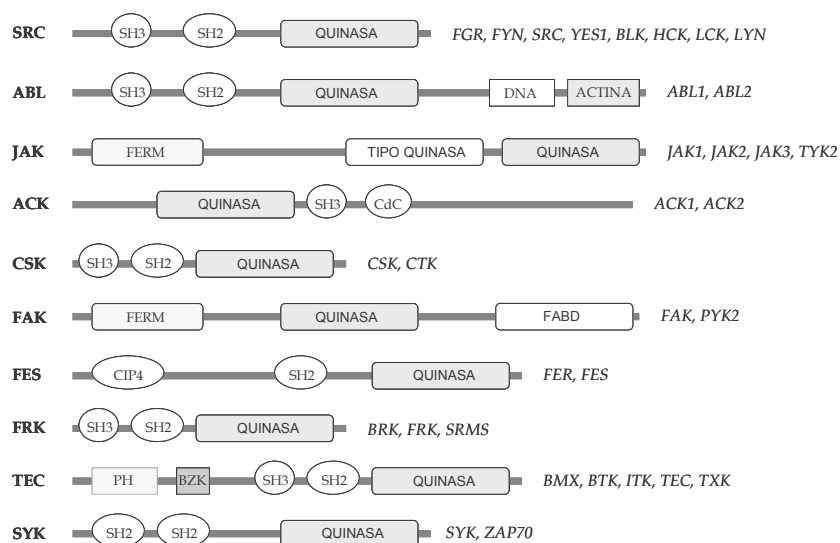 SRC SH3 SH2 QUINASA FGR, FYN, SRC, YES1, BLK, HCK, LCK, LYN
ABL SH3 SH2 QUINASA DNA ACTINA ABL1, ABL2
JAK FERM TIPO QUINASA QUINASA JAK1, JAK2, JAK3, TYK2
ACK QUINASA SH3 CdC ACK1, ACK2
CSK SH3 SH2 QUINASA CSK, CTK
FAK FERM QUINASA FABD FAK, PYK2
FES CIP4 SH2 QUINASA FER, FES
FRK SH3 SH2 QUINASA BRK, FRK, SRMS
TEC PH BZK SH3 SH2 QUINASA BMX, BTK, ITK, TEC, TXK
SYK SH2 SH2 QUINASA SYK, ZAP70